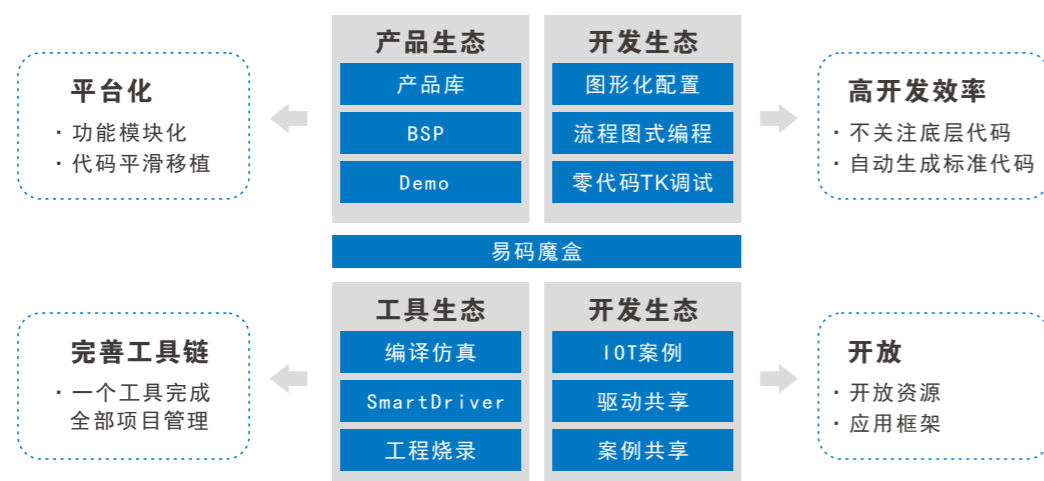 产品生态
开发生态
平台化
· 功能模块化
· 代码平滑移植
产品库
BSP
Demo
图形化配置
流程图式编程
零代码TK调试
高开发效率
· 不关注底层代码
· 自动生成标准代码
易码魔盒
工具生态
开发生态
完善工具链
· 一个工具完成
全部项目管理
编译仿真
SmartDriver
工程烧录
IOT案例
驱动共享
案例共享
开放
· 开放资源
· 应用框架